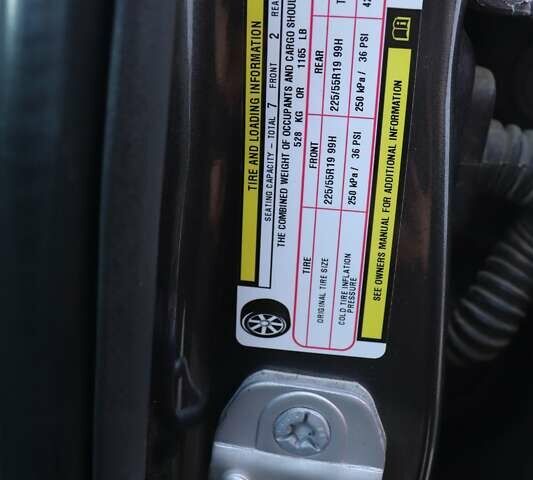 TIRE AND LOADING INFORMATION
SEATING CAPACITY - TOTAL 7 FRONT 2
THE COMBINED WEIGHT OF OCCUPANTS AND CARGO
528 KG OR 1165 LB
TIRE FRONT REAR
ORIGINAL TIRE SIZE 225/55R19 99H 225/55R19 99H
COLD TIRE INFLATION
PRESSURE 250 kPa / 36 PSI 250 kPa / 36 PSI
SEE OWNERS MANUAL FOR ADDITIONAL INFORMATION